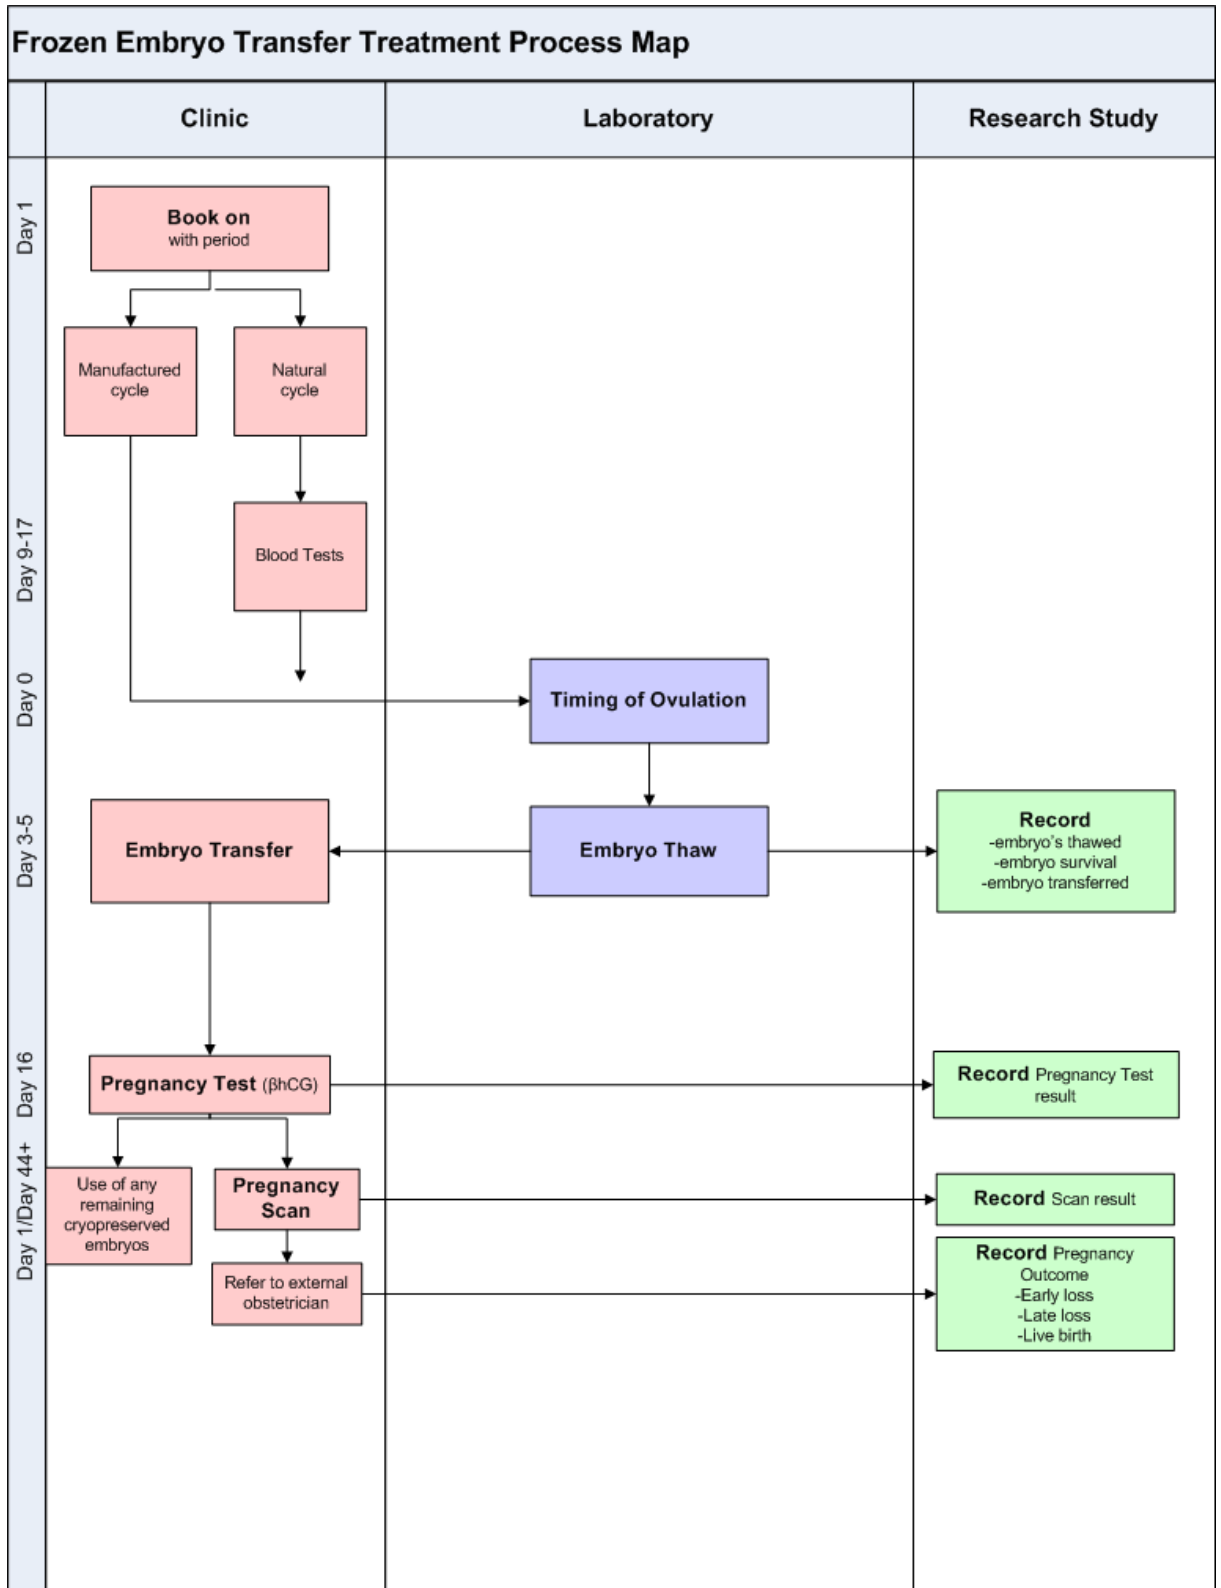 Frozen Embryo Transfer Treatment Process Map
Clinic
Laboratory
Research Study
Day 1
Book on
with period
Manufactured
cycle
Natural
cycle
Day 9-17
Blood Tests
Day 0
Timing of Ovulation
Day 3-5
Embryo Transfer
Embryo Thaw
Record
-embryo's thawed
-embryo survival
-embryo transferred
Day 16
Pregnancy Test (βhCG)
Record Pregnancy Test
result
Day 1/Day 44+
Use of any
remaining
cryopreserved
embryos
Pregnancy
Scan
Record Scan result
Refer to external
obstetrician
Record Pregnancy
Outcome
-Early loss
-Late loss
-Live birth